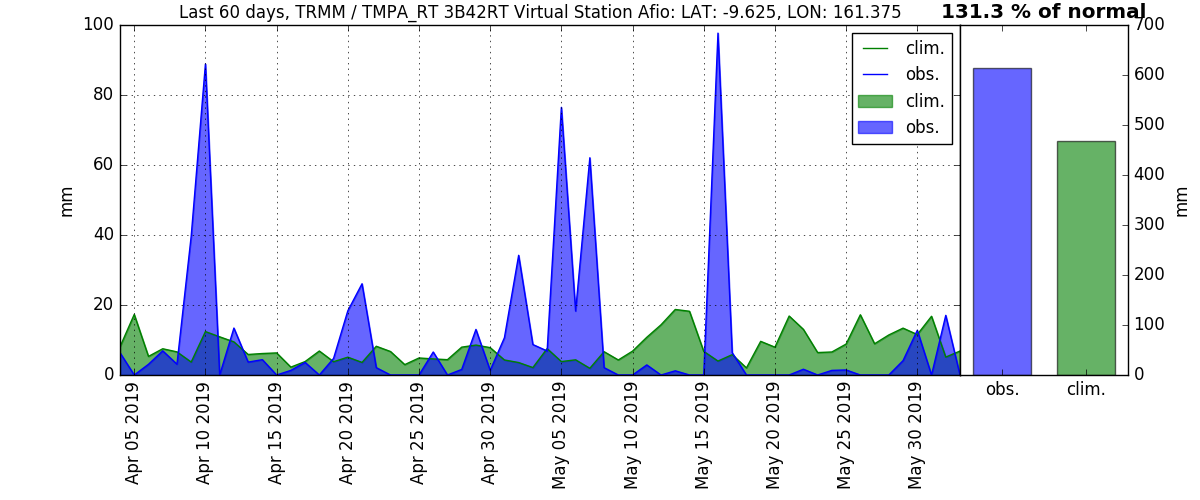 Last 60 days, TRMM / TMPA_RT 3B42RT Virtual Station Afio: LAT: -9.625, LON: 161.375
131.3 % of normal
100
80
60
40
20
0
mm
clim.
obs.
clim.
obs.
700
600
500
400
300
200
100
0
mm
obs.
clim.
Apr 05 2019
Apr 10 2019
Apr 15 2019
Apr 20 2019
Apr 25 2019
Apr 30 2019
May 05 2019
May 10 2019
May 15 2019
May 20 2019
May 25 2019
May 30 2019